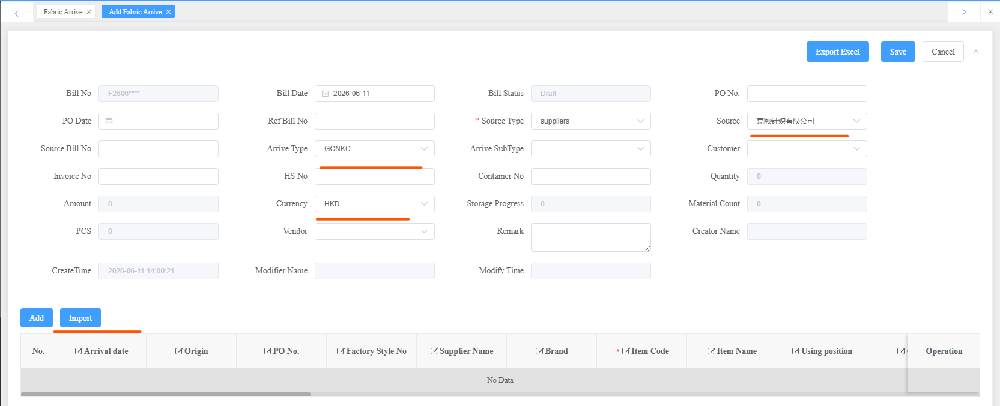 Fabric Arrive
Add Fabric Arrive
Export Excel Save Cancel
Bill No F2606**** Bill Date 2026-06-11 Bill Status Draft PO No.
PO Date Ref Bill No * Source Type suppliers Source 嘉颐针织有限公司
Source Bill No Arrive Type GCNKC Arrive SubType Customer
Invoice No HS No Container No Quantity 0
Amount 0 Currency HKD Storage Progress 0 Material Count 0
PCS 0 Vendor Remark Creator Name
CreateTime 2026-06-11 14:00:21 Modifier Name Modify Time
Add Import
No. Arrival date Origin PO No. Factory Style No Supplier Name Brand * Item Code Item Name Using position Operation
No Data